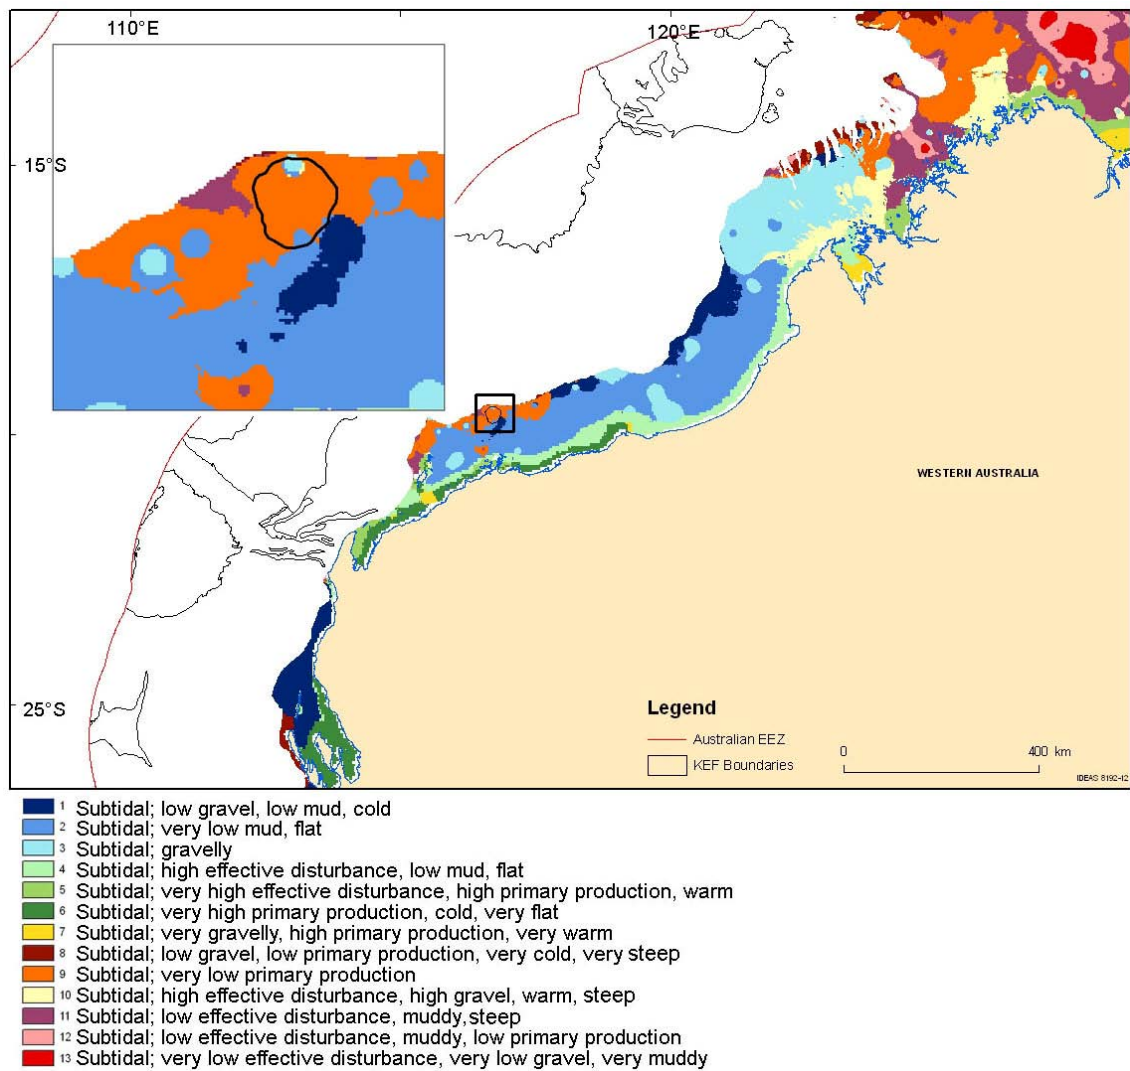 110°E
120°E
15°S
WESTERN AUSTRALIA
25°S
Legend
Australian EEZ
KEF Boundaries
0 400 km
IDEAS 8192-12
1 Subtidal; low gravel, low mud, cold
2 Subtidal; very low mud, flat
3 Subtidal; gravelly
4 Subtidal; high effective disturbance, low mud, flat
5 Subtidal; very high effective disturbance, high primary production, warm
6 Subtidal; very high primary production, cold, very flat
7 Subtidal; very gravelly, high primary production, very warm
8 Subtidal; low gravel, low primary production, very cold, very steep
9 Subtidal; very low primary production
10 Subtidal; high effective disturbance, high gravel, warm, steep
11 Subtidal; low effective disturbance, muddy,steep
12 Subtidal; low effective disturbance, muddy, low primary production
13 Subtidal; very low effective disturbance, very low gravel, very muddy